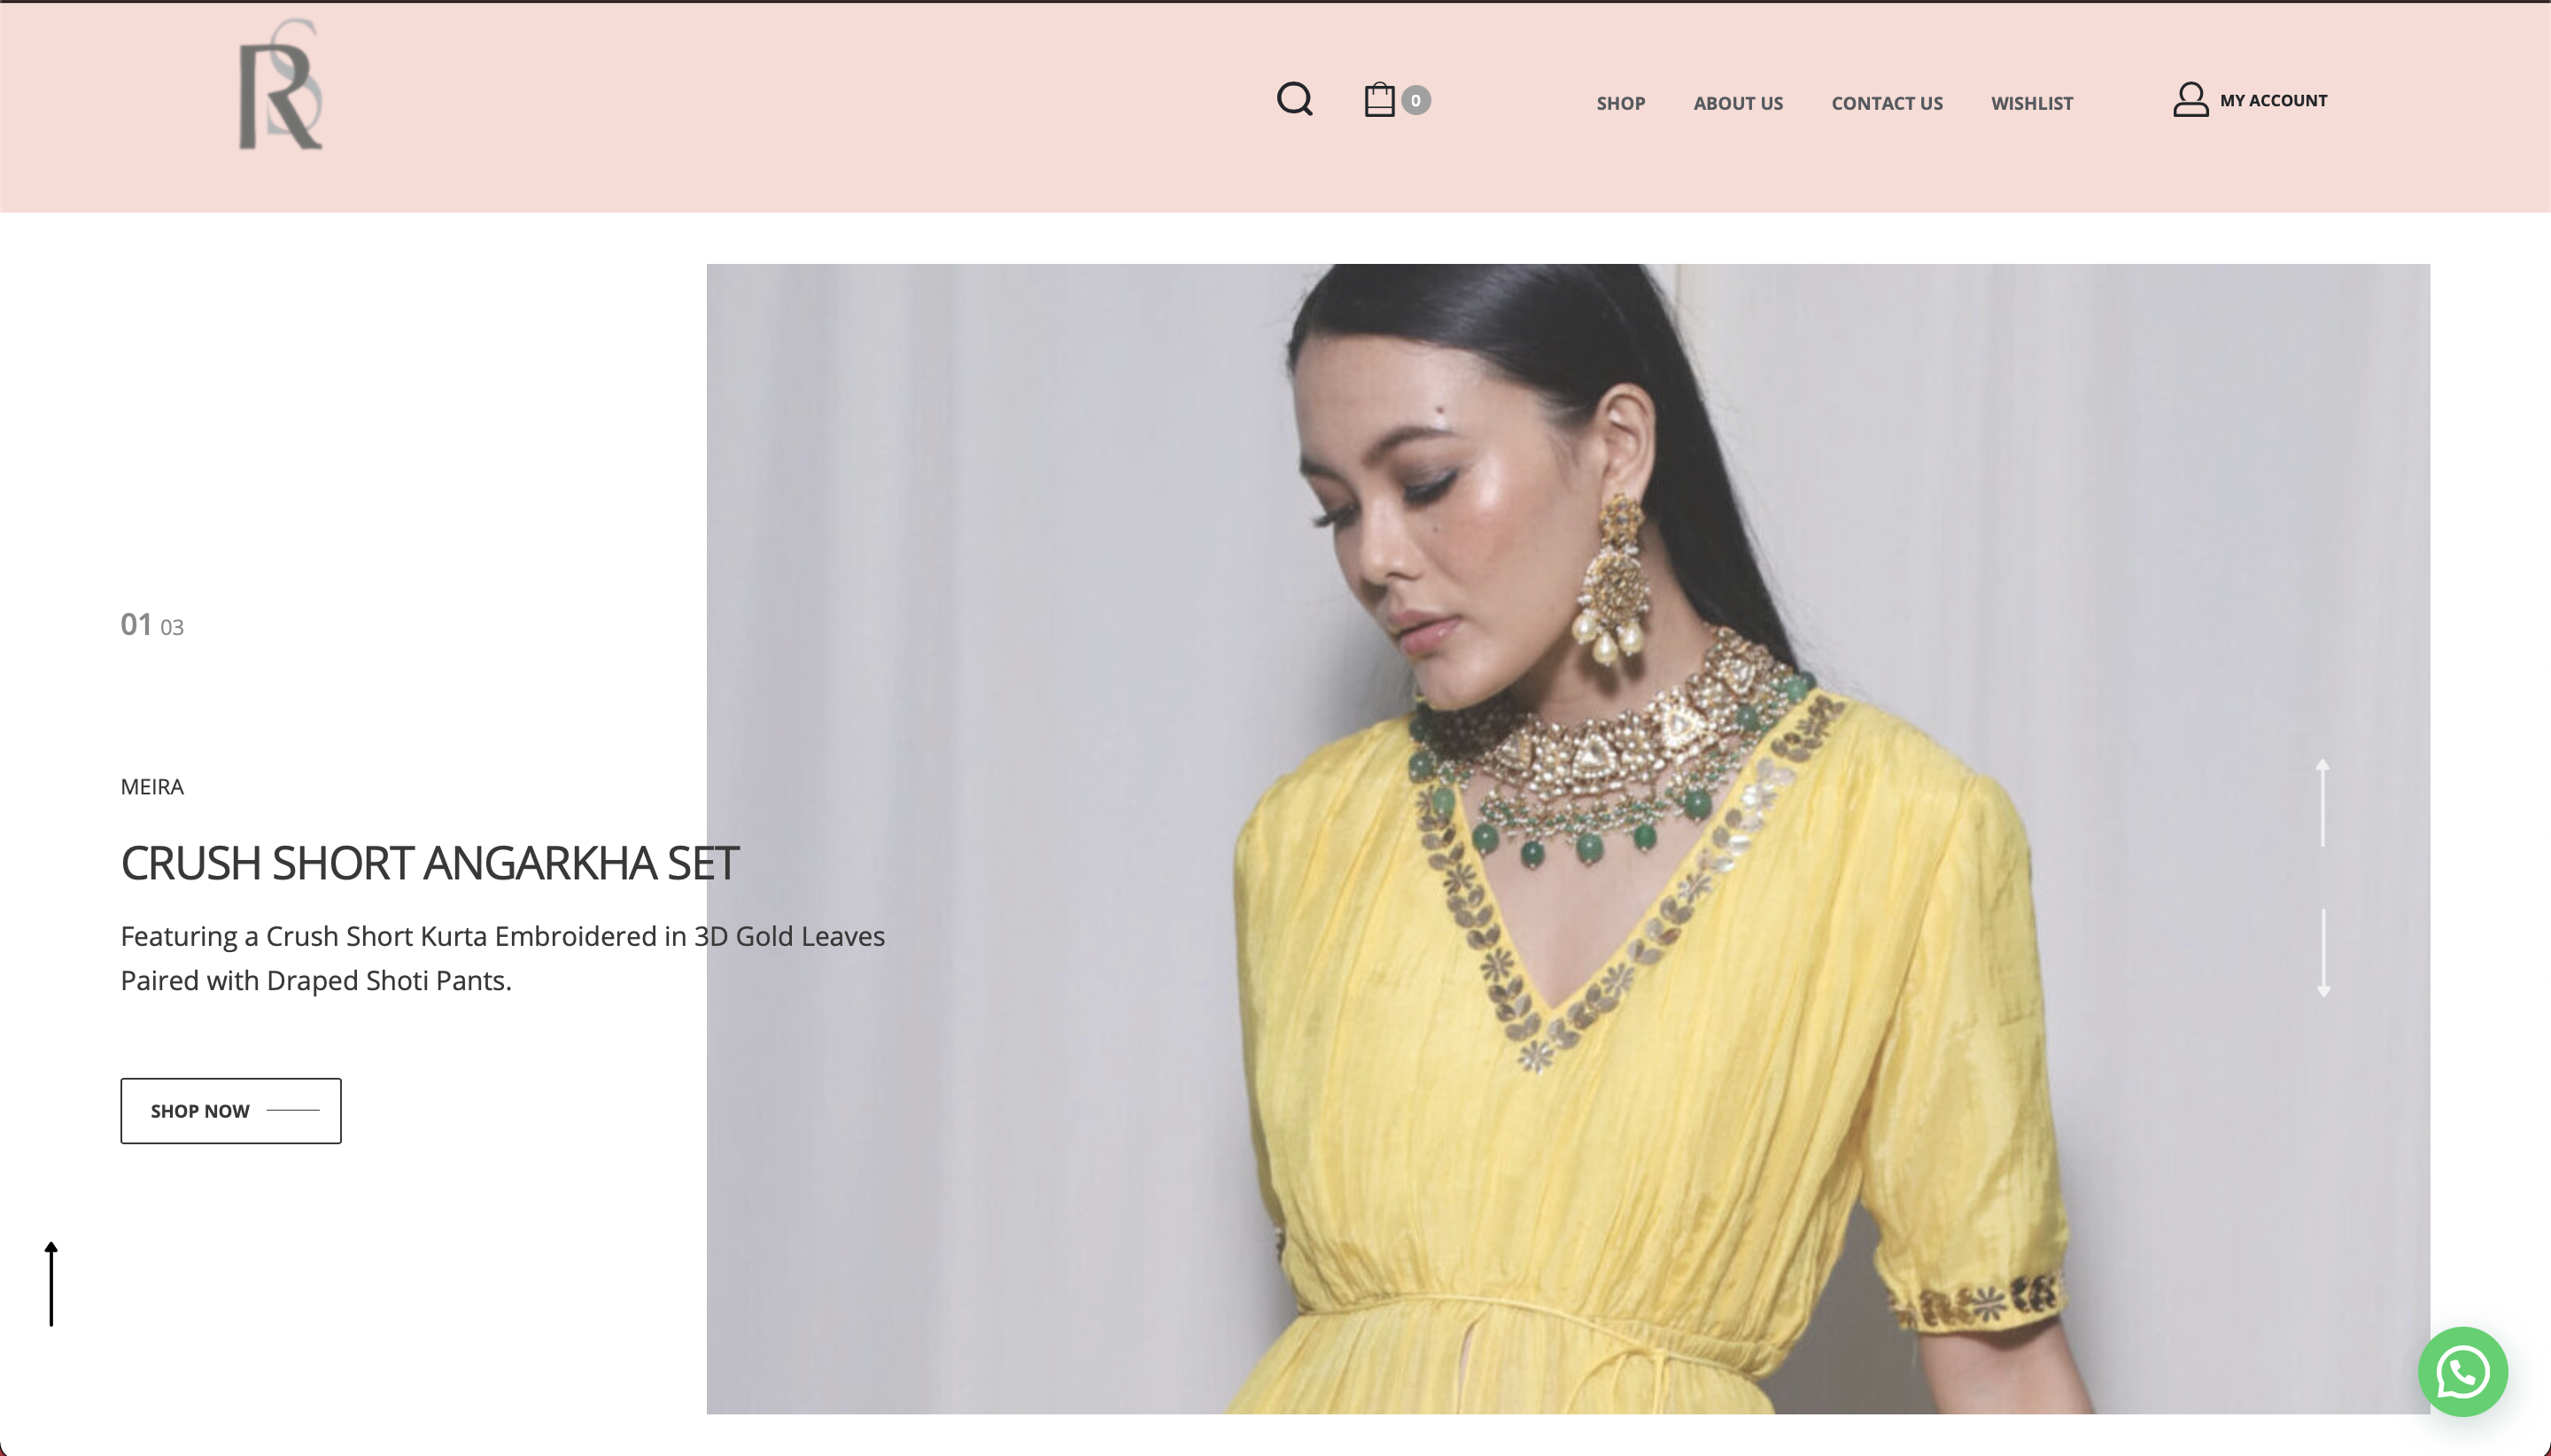 RS
0
SHOP
ABOUT US
CONTACT US
WISHLIST
MY ACCOUNT
01 03
MEIRA
CRUSH SHORT ANGARKHA SET
Featuring a Crush Short Kurta Embroidered in 3D Gold Leaves
Paired with Draped Shoti Pants.
SHOP NOW